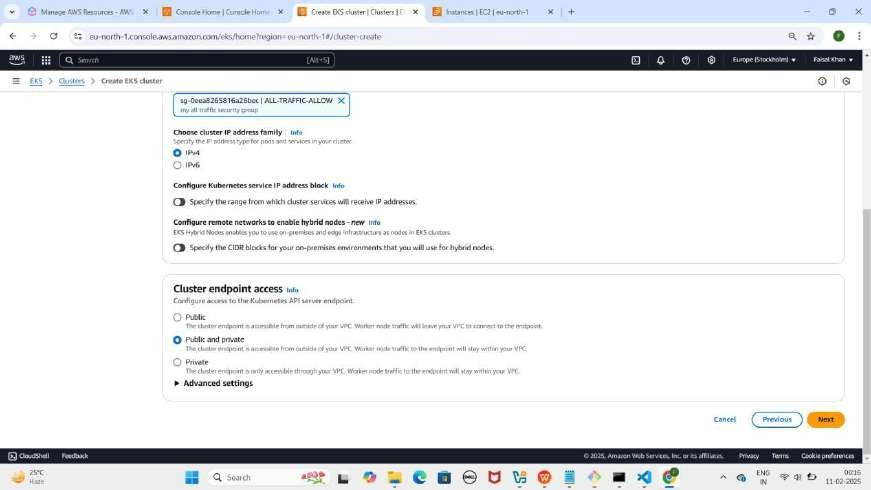 Manage AWS Resources - AWS
Console Home | Console Home
Create EKS cluster | Clusters | E
Instances | EC2 | eu-north-1
eu-north-1.console.aws.amazon.com/eks/home?region=eu-north-1#/cluster-create
aws
Search
[Alt+S]
Europe (Stockholm)
Faisal Khan
EKS
Clusters
Create EKS cluster
sg-0eea8265816a26bec | ALL-TRAFFIC-ALLOW
my all traffic security group
Choose cluster IP address family
Info
Specify the IP address type for pods and services in your cluster.
IPv4
IPv6
Configure Kubernetes service IP address block
Info
Specify the range from which cluster services will receive IP addresses.
Configure remote networks to enable hybrid nodes - new
Info
EKS Hybrid Nodes enables you to use on-premises and edge infrastructure as nodes in EKS clusters.
Specify the CIDR blocks for your on-premises environments that you will use for hybrid nodes.
Cluster endpoint access
Info
Configure access to the Kubernetes API server endpoint.
Public
The cluster endpoint is accessible from outside of your VPC. Worker node traffic will leave your VPC to connect to the endpoint.
Public and private
The cluster endpoint is accessible from outside of your VPC. Worker node traffic to the endpoint will stay within your VPC.
Private
The cluster endpoint is only accessible through your VPC. Worker node traffic to the endpoint will stay within your VPC.
Advanced settings
Cancel
Previous
Next
CloudShell
Feedback
© 2025, Amazon Web Services, Inc. or its affiliates.
Privacy
Terms
Cookie preferences
25°C
Haze
Search
DELL
ENG
IN
00:16
11-02-2025